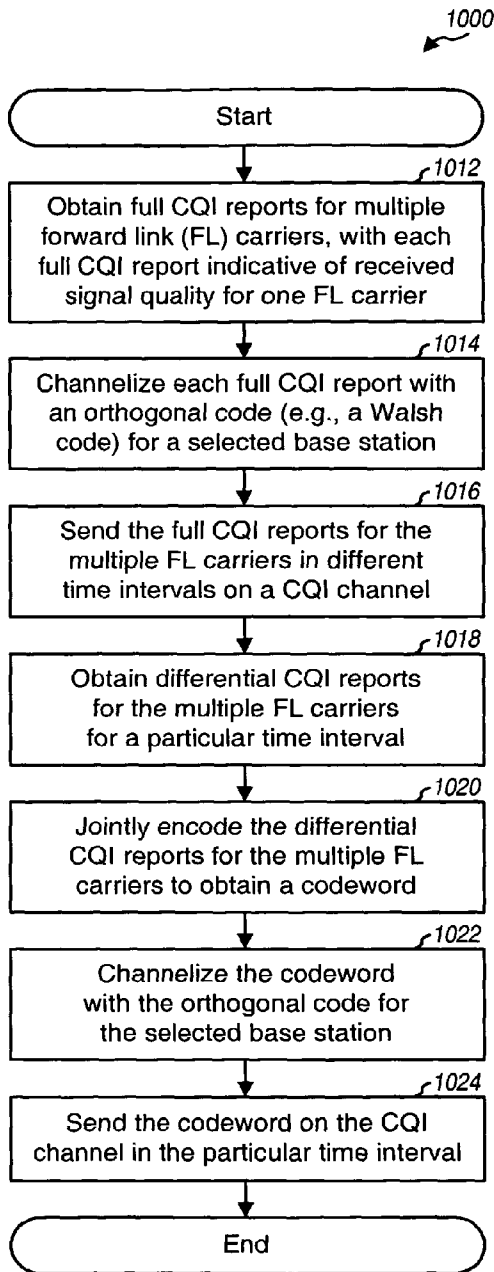 1000
Start
1012
Obtain full CQI reports for multiple
forward link (FL) carriers, with each
full CQI report indicative of received
signal quality for one FL carrier
1014
Channelize each full CQI report with
an orthogonal code (e.g., a Walsh
code) for a selected base station
1016
Send the full CQI reports for the
multiple FL carriers in different
time intervals on a CQI channel
1018
Obtain differential CQI reports
for the multiple FL carriers
for a particular time interval
1020
Jointly encode the differential
CQI reports for the multiple FL
carriers to obtain a codeword
1022
Channelize the codeword
with the orthogonal code for
the selected base station
1024
Send the codeword on the CQI
channel in the particular time interval
End